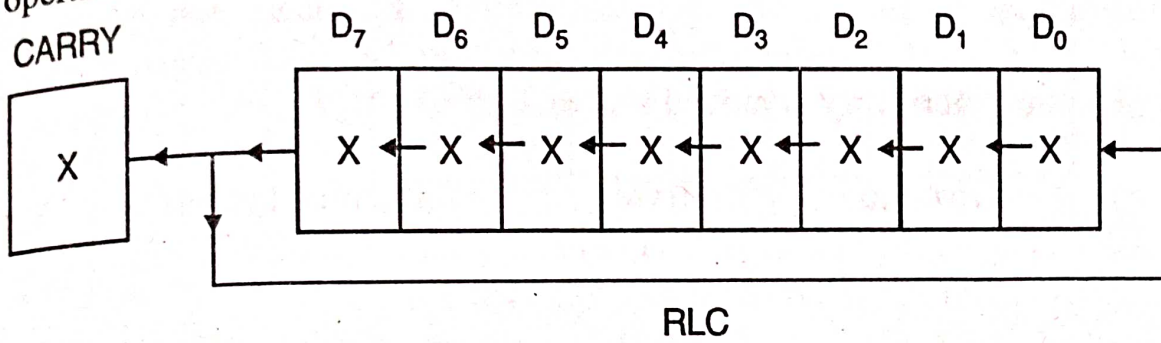 CARRY
D₇ D₆ D₅ D₄ D₃ D₂ D₁ D₀
X X X X X X X X X
RLC